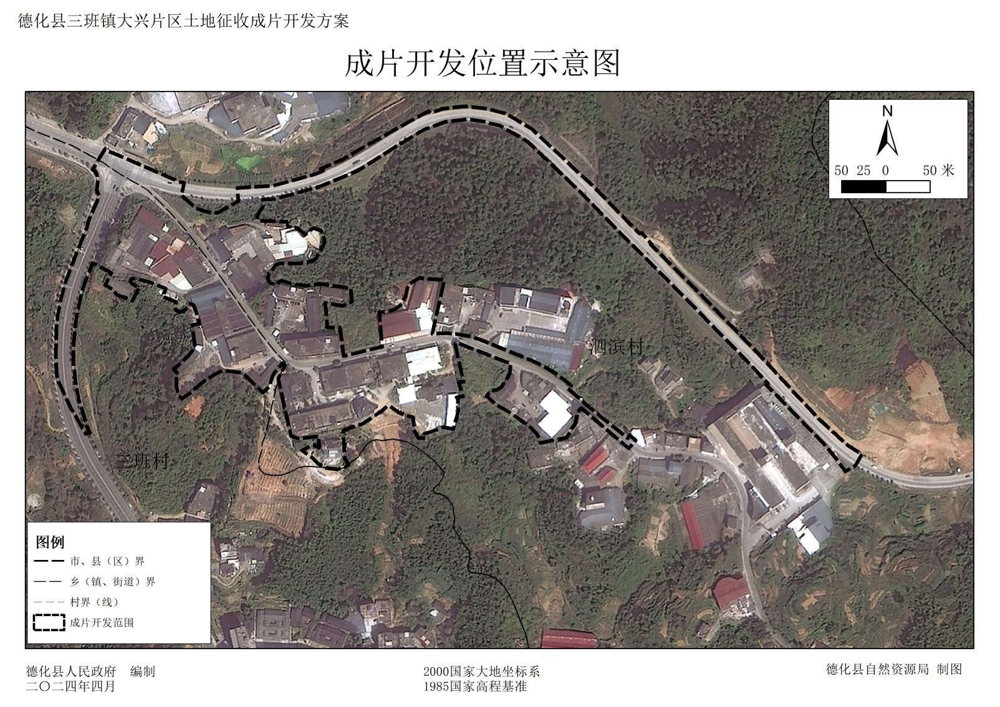 德化县三班镇大兴片区土地征收成片开发方案
成片开发位置示意图
N
50 25 0 50 米
泗滨村
三班村
图例
市、县（区）界
乡（镇、街道）界
村界（线）
成片开发范围
德化县人民政府 编制
二〇二四年四月
2000国家大地坐标系
1985国家高程基准
德化县自然资源局 制图